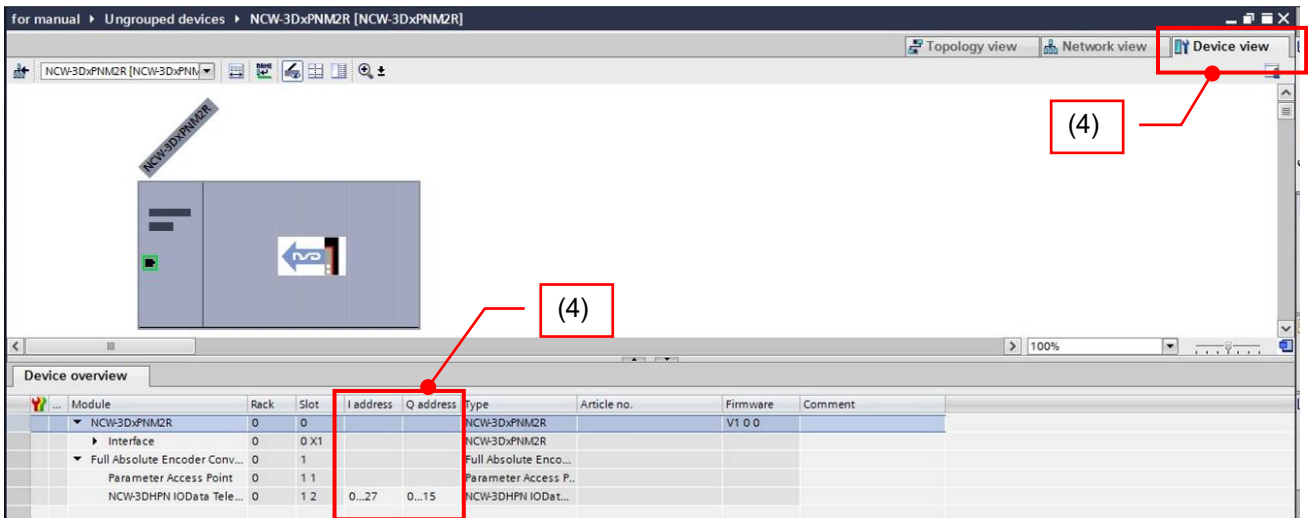 for manual ▸ Ungrouped devices ▸ NCW-3DxPNM2R [NCW-3DxPNM2R]
Topology view Network view Device view
NCW-3DxPNM2R [NCW-3DxPNM
(4)
NCW-3DxPNM2R
(4)
100%
Device overview
... Module Rack Slot I address Q address Type Article no. Firmware Comment
NCW-3DxPNM2R 0 0 NCW-3DxPNM2R V1 0 0
Interface 0 0 X1 NCW-3DxPNM2R
Full Absolute Encoder Conv... 0 1 Full Absolute Enco...
Parameter Access Point 0 1 1 Parameter Access P..
NCW-3DHPN IOData Tele... 0 1 2 0...27 0...15 NCW-3DHPN IODat...